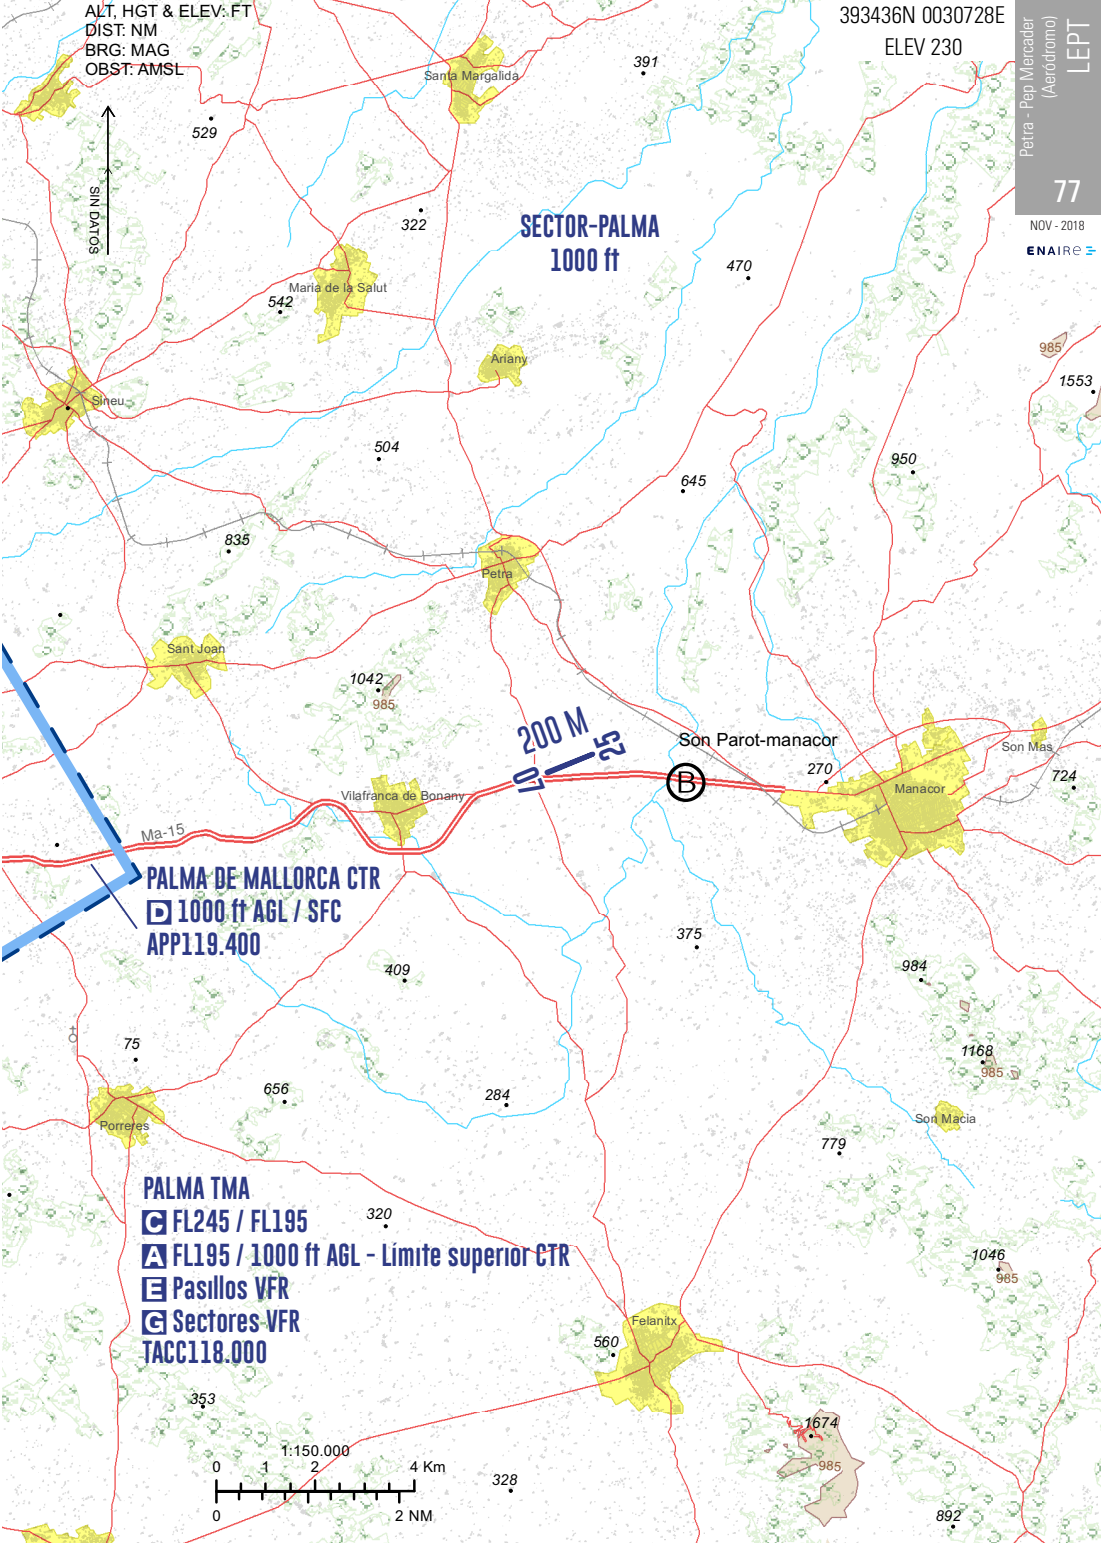 ALT, HGT & ELEV: FT
DIST: NM
BRG: MAG
OBST: AMSL
393436N 0030728E
ELEV 230
Petra - Pep Mercader
(Aeródromo)
LEPT
77
NOV - 2018
ENAIRE
SIN DATOS
Santa Margalida
391
529
322
SECTOR-PALMA
1000 ft
470
Maria de la Salut
542
985
1553
Ariany
Sineu
504
645
950
835
Petra
Sant Joan
1042
985
200 M
07
25
Son Parot-manacor
B
270
Son Mas
724
Manacor
Vilafranca de Bonany
Ma-15
PALMA DE MALLORCA CTR
D 1000 ft AGL / SFC
APP119.400
375
409
984
75
1168
985
656
284
Porreres
Son Macia
779
PALMA TMA
C FL245 / FL195
A FL195 / 1000 ft AGL - Límite superior CTR
E Pasillos VFR
G Sectores VFR
TACC118.000
320
1046
985
Felanitx
560
353
1674
985
1:150.000
0 1 2 4 Km
0 2 NM
328
892